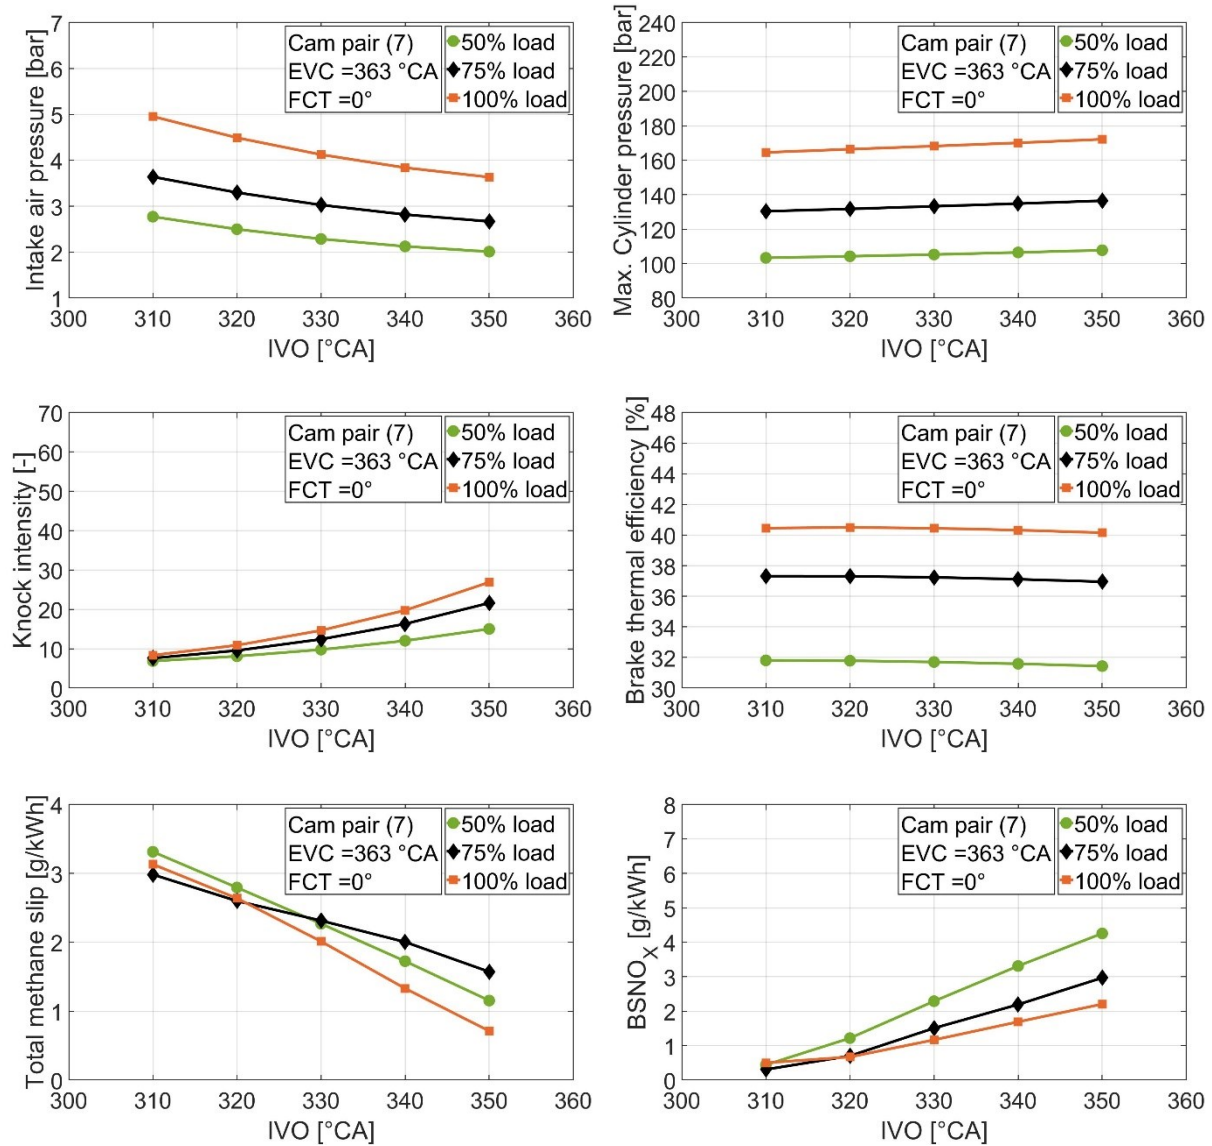 Intake air pressure [bar]
7
6
5
4
3
2
1
300 310 320 330 340 350 360
IVO [°CA]
Cam pair (7)
EVC =363 °CA
FCT =0°
50% load
75% load
100% load
Max. Cylinder pressure [bar]
240
220
200
180
160
140
120
100
80
300 310 320 330 340 350 360
IVO [°CA]
Cam pair (7)
EVC =363 °CA
FCT =0°
50% load
75% load
100% load
Knock intensity [-]
70
60
50
40
30
20
10
0
300 310 320 330 340 350 360
IVO [°CA]
Cam pair (7)
EVC =363 °CA
FCT =0°
50% load
75% load
100% load
Brake thermal efficiency [%]
48
46
44
42
40
38
36
34
32
30
300 310 320 330 340 350 360
IVO [°CA]
Cam pair (7)
EVC =363 °CA
FCT =0°
50% load
75% load
100% load
Total methane slip [g/kWh]
4
3
2
1
0
300 310 320 330 340 350 360
IVO [°CA]
Cam pair (7)
EVC =363 °CA
FCT =0°
50% load
75% load
100% load
BSNOX [g/kWh]
8
7
6
5
4
3
2
1
0
300 310 320 330 340 350 360
IVO [°CA]
Cam pair (7)
EVC =363 °CA
FCT =0°
50% load
75% load
100% load